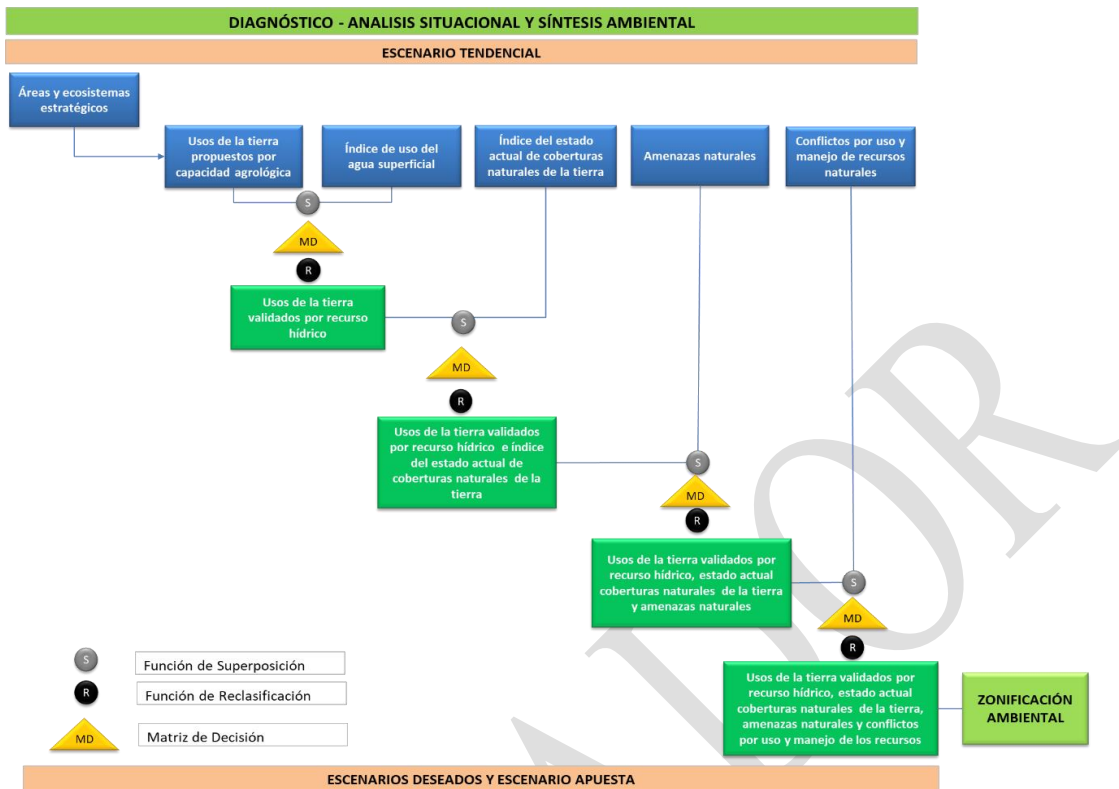 DIAGNÓSTICO - ANALISIS SITUACIONAL Y SÍNTESIS AMBIENTAL
ESCENARIO TENDENCIAL
Áreas y ecosistemas
estratégicos
Usos de la tierra
propuestos por
capacidad agrológica
Índice de uso del
agua superficial
Índice del estado
actual de coberturas
naturales de la tierra
Amenazas naturales
Conflictos por uso y
manejo de recursos
naturales
S
MD
R
Usos de la tierra
validados por recurso
hídrico
S
MD
R
Usos de la tierra validados
por recurso hídrico e índice
del estado actual de
coberturas naturales de la
tierra
S
MD
R
Usos de la tierra validados por
recurso hídrico, estado actual
coberturas naturales de la tierra
y amenazas naturales
S
MD
R
Usos de la tierra validados por
recurso hídrico, estado actual
coberturas naturales de la tierra,
amenazas naturales y conflictos
por uso y manejo de los recursos
ZONIFICACIÓN
AMBIENTAL
S
Función de Superposición
R
Función de Reclasificación
MD
Matriz de Decisión
ESCENARIOS DESEADOS Y ESCENARIO APUESTA
ADOR